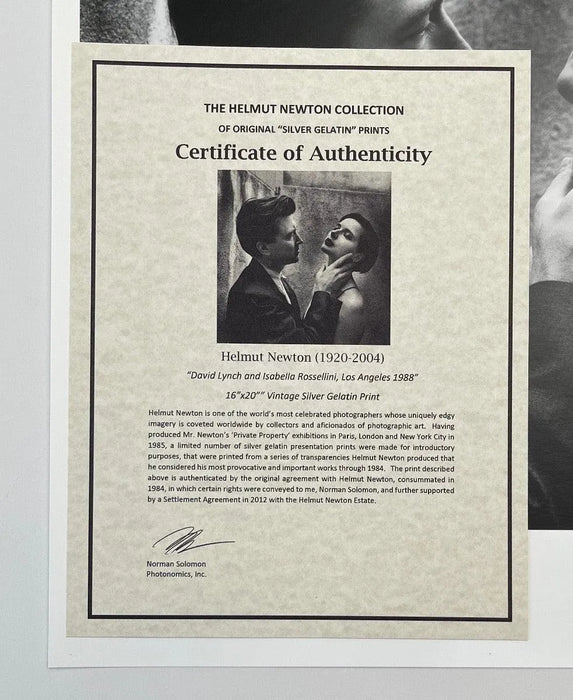 THE HELMUT NEWTON COLLECTION
OF ORIGINAL "SILVER GELATIN" PRINTS
Certificate of Authenticity
Helmut Newton (1920-2004)
"David Lynch and Isabella Rossellini, Los Angeles 1988"
16"x20"" Vintage Silver Gelatin Print
Helmut Newton is one of the world's most celebrated photographers whose uniquely edgy
imagery is coveted worldwide by collectors and aficionados of photographic art. Having
produced Mr. Newton's 'Private Property' exhibitions in Paris, London and New York City in
1985, a limited number of silver gelatin presentation prints were made for introductory
purposes, that were printed from a series of transparencies Helmut Newton produced that
he considered his most provocative and important works through 1984. The print described
above is authenticated by the original agreement with Helmut Newton, consummated in
1984, in which certain rights were conveyed to me, Norman Solomon, and further supported
by a Settlement Agreement in 2012 with the Helmut Newton Estate.
Norman Solomon
Photonomics, Inc.